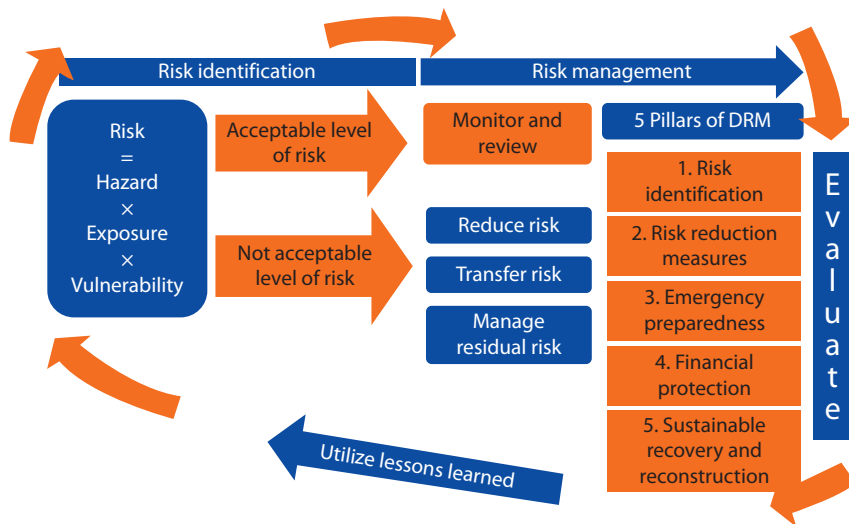 Risk identification
Risk management
Risk
=
Hazard
×
Exposure
×
Vulnerability
Acceptable level
of risk
Not acceptable
level of risk
Monitor and
review
Reduce risk
Transfer risk
Manage
residual risk
5 Pillars of DRM
1. Risk
identification
2. Risk reduction
measures
3. Emergency
preparedness
4. Financial
protection
5. Sustainable
recovery and
reconstruction
Evaluate
Utilize lessons learned